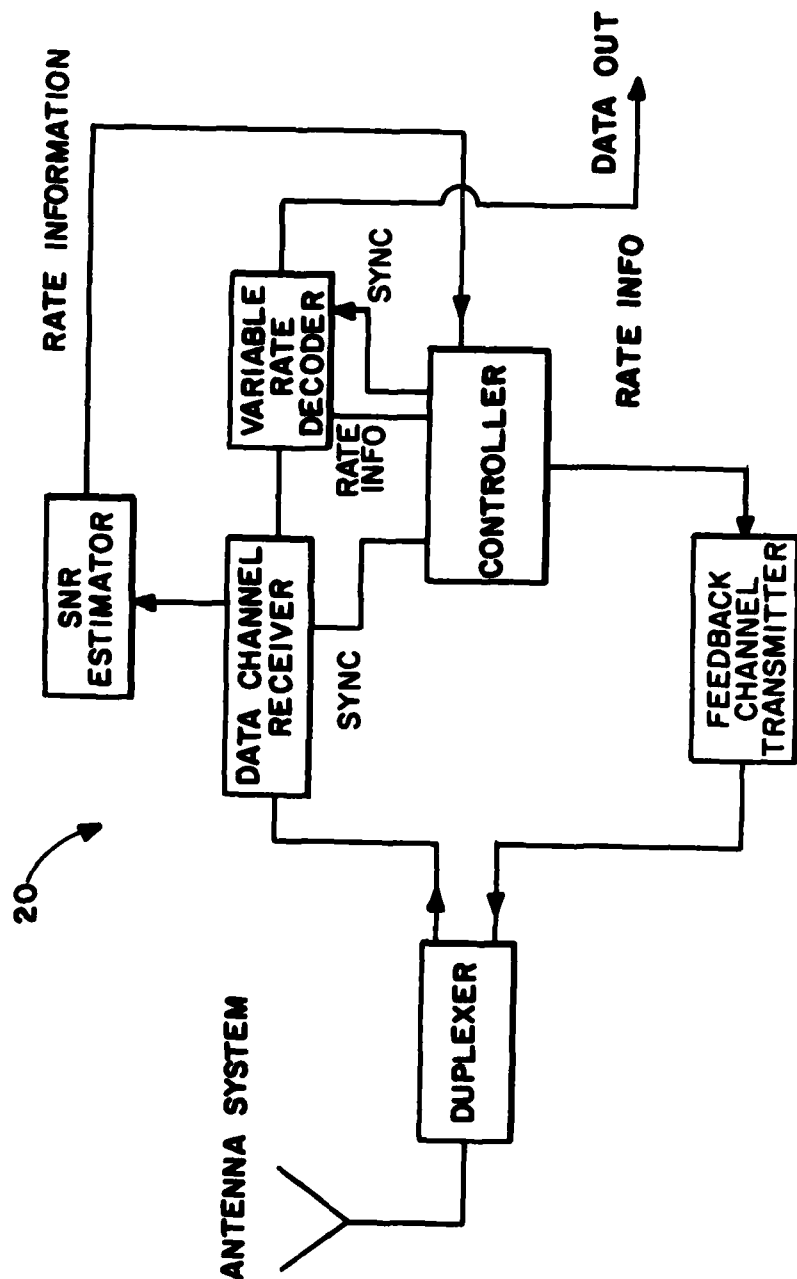 20
RATE INFORMATION
SNR
ESTIMATOR
DATA CHANNEL
RECEIVER
VARIABLE
RATE
DECODER
SYNC
RATE
INFO
SYNC
DATA OUT
ANTENNA SYSTEM
DUPLEXER
CONTROLLER
RATE INFO
FEEDBACK
CHANNEL
TRANSMITTER